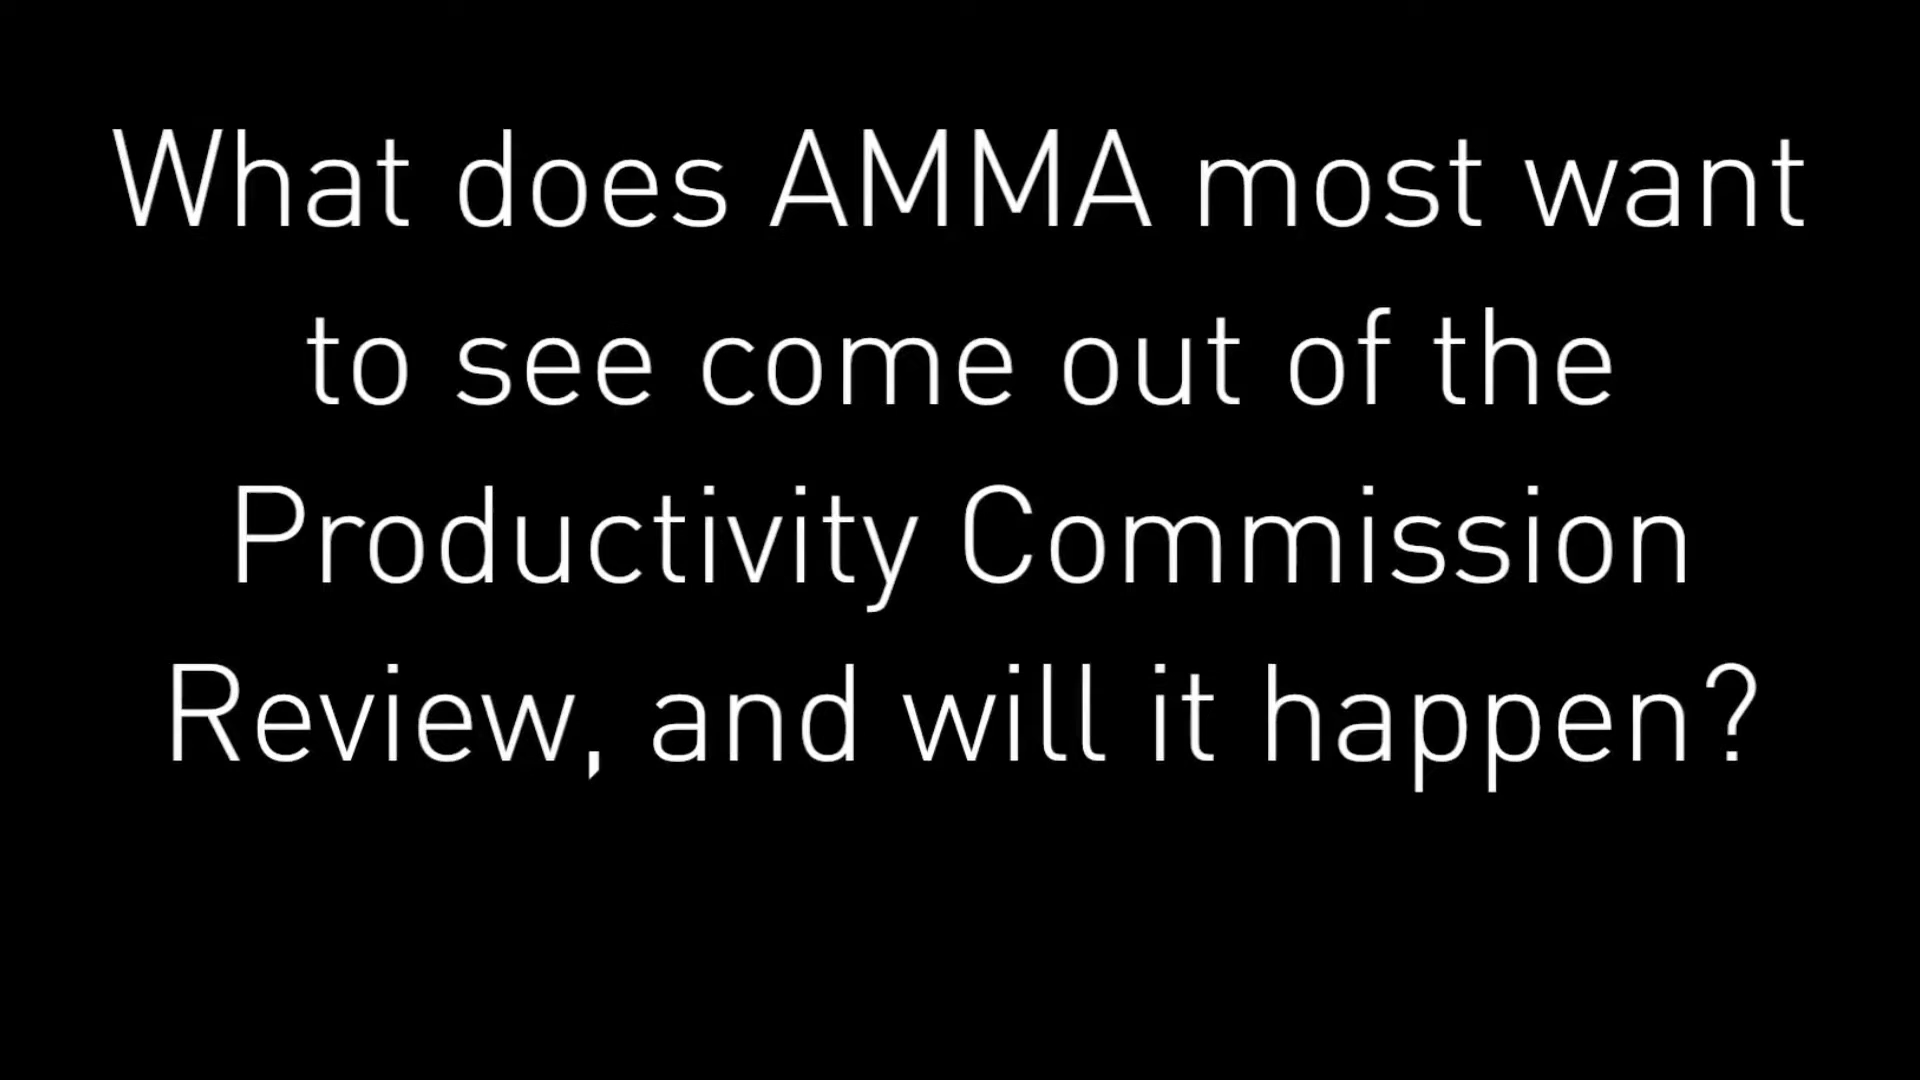 What does AMMA most want
to see come out of the
Productivity Commission
Review, and will it happen?